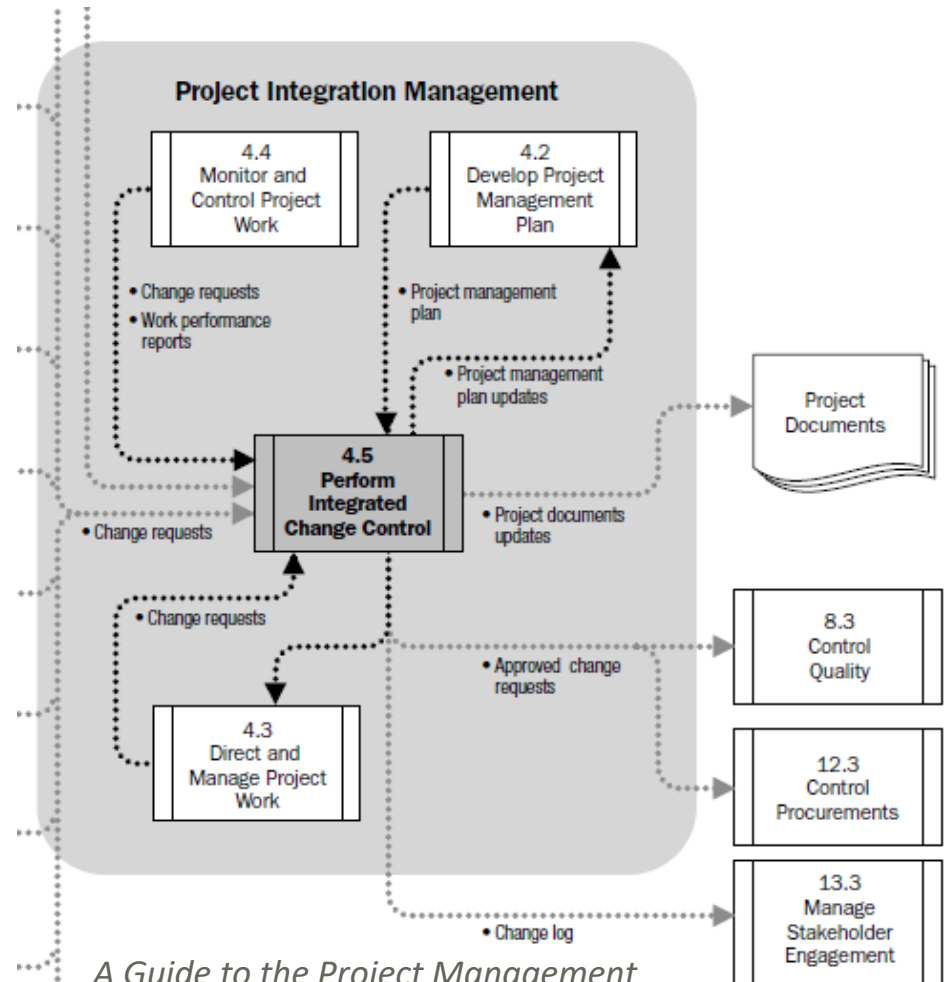 Project Integration Management
4.4
Monitor and
Control Project
Work
4.2
Develop Project
Management
Plan
• Change requests
• Work performance
reports
• Project management
plan
• Project management
plan updates
Project
Documents
4.5
Perform
Integrated
Change Control
• Change requests
• Project documents
updates
• Change requests
8.3
Control
Quality
• Approved change
requests
4.3
Direct and
Manage Project
Work
12.3
Control
Procurements
13.3
Manage
Stakeholder
Engagement
• Change log
A Guide to the Project Management